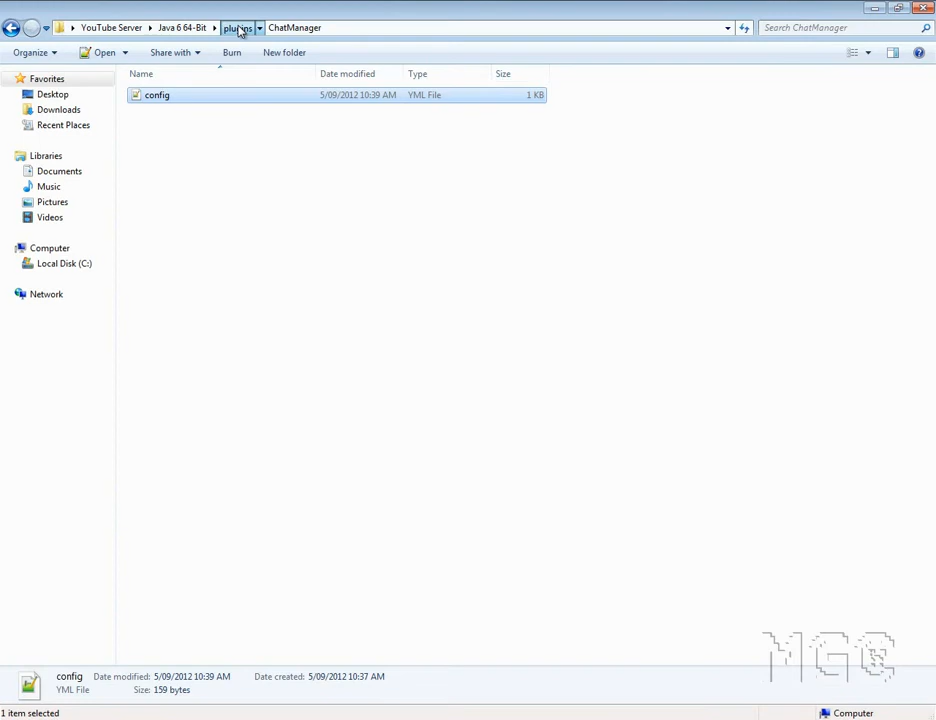 YouTube Server Java 6 64-Bit plugins ChatManager
Search ChatManager
Organize Open Share with Burn New folder
Name Date modified Type Size
config 5/09/2012 10:39 AM YML File 1 KB
Favorites
Desktop
Downloads
Recent Places
Libraries
Documents
Music
Pictures
Videos
Computer
Local Disk (C:)
Network
MGC
config Date modified: 5/09/2012 10:39 AM Date created: 5/09/2012 10:37 AM
YML File Size: 159 bytes
1 item selected
Computer